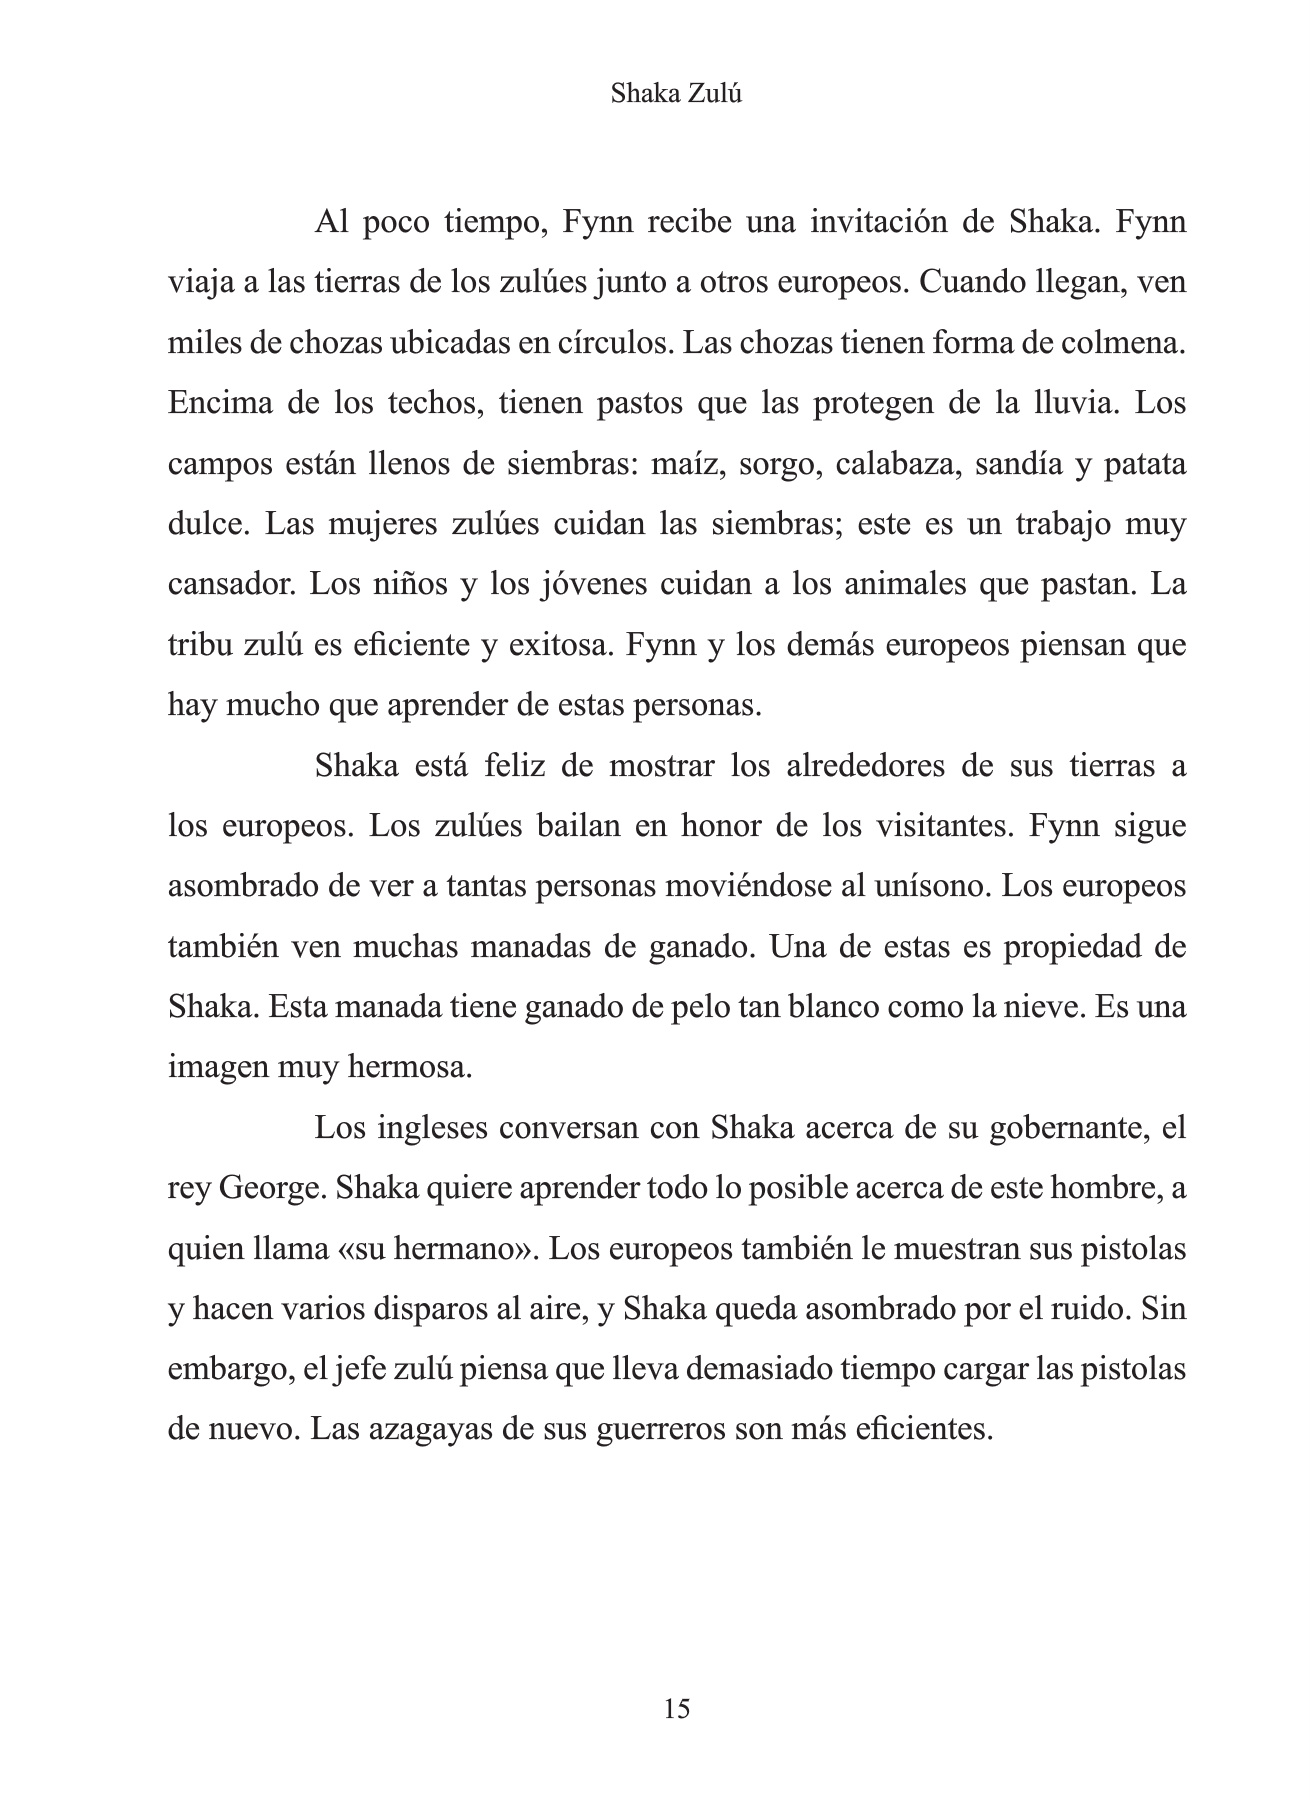 Shaka Zulú
Al poco tiempo, Fynn recibe una invitación de Shaka. Fynn
viaja a las tierras de los zulúes junto a otros europeos. Cuando llegan, ven
miles de chozas ubicadas en círculos. Las chozas tienen forma de colmena.
Encima de los techos, tienen pastos que las protegen de la lluvia. Los
campos están llenos de siembras: maíz, sorgo, calabaza, sandía y patata
dulce. Las mujeres zulúes cuidan las siembras; este es un trabajo muy
cansador. Los niños y los jóvenes cuidan a los animales que pastan. La
tribu zulú es eficiente y exitosa. Fynn y los demás europeos piensan que
hay mucho que aprender de estas personas.
Shaka está feliz de mostrar los alrededores de sus tierras a
los europeos. Los zulúes bailan en honor de los visitantes. Fynn sigue
asombrado de ver a tantas personas moviéndose al unísono. Los europeos
también ven muchas manadas de ganado. Una de estas es propiedad de
Shaka. Esta manada tiene ganado de pelo tan blanco como la nieve. Es una
imagen muy hermosa.
Los ingleses conversan con Shaka acerca de su gobernante, el
rey George. Shaka quiere aprender todo lo posible acerca de este hombre, a
quien llama «su hermano». Los europeos también le muestran sus pistolas
y hacen varios disparos al aire, y Shaka queda asombrado por el ruido. Sin
embargo, el jefe zulú piensa que lleva demasiado tiempo cargar las pistolas
de nuevo. Las azagayas de sus guerreros son más eficientes.
15